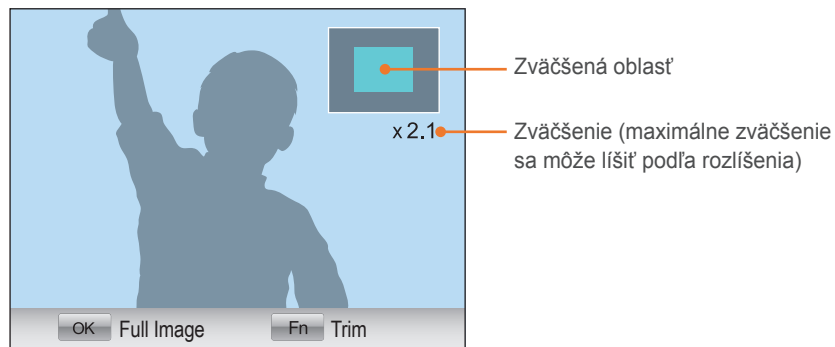 Zväčšená oblasť
x 2.1
Zväčšenie (maximálne zväčšenie
sa môže líšiť podľa rozlíšenia)
OK Full Image Fn Trim